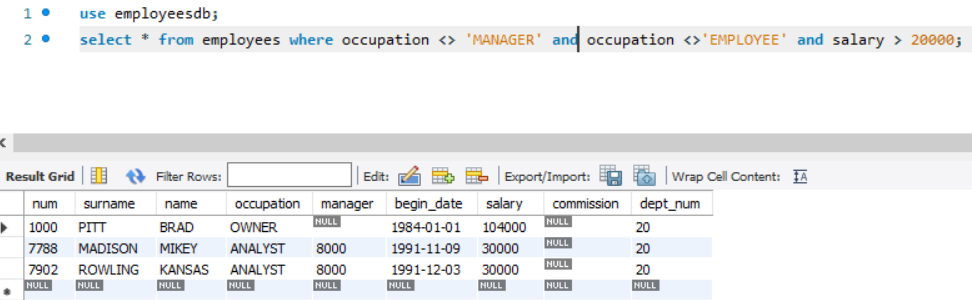 1 use employeesdb;
2 select * from employees where occupation <> 'MANAGER' and occupation <>'EMPLOYEE' and salary > 20000;
Result Grid Filter Rows: Edit: Export/Import: Wrap Cell Content: IA
num surname name occupation manager begin_date salary commission dept_num
1000 PITT BRAD OWNER NULL 1984-01-01 104000 NULL 20
7788 MADISON MIKEY ANALYST 8000 1991-11-09 30000 NULL 20
7902 ROWLING KANSAS ANALYST 8000 1991-12-03 30000 NULL 20
NULL NULL NULL NULL NULL NULL NULL NULL NULL